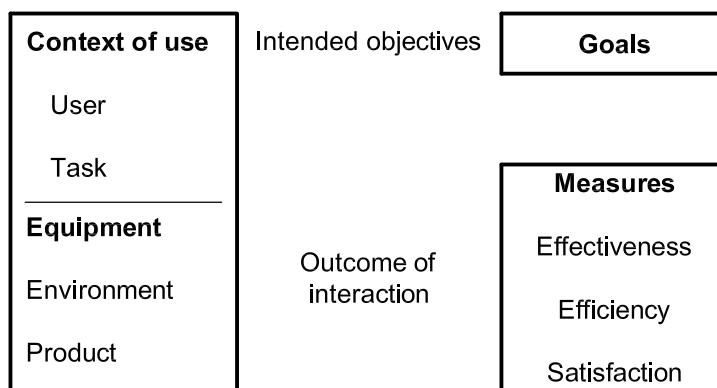 Context of use
User
Task
Equipment
Environment
Product
Intended objectives
Outcome of
interaction
Goals
Measures
Effectiveness
Efficiency
Satisfaction